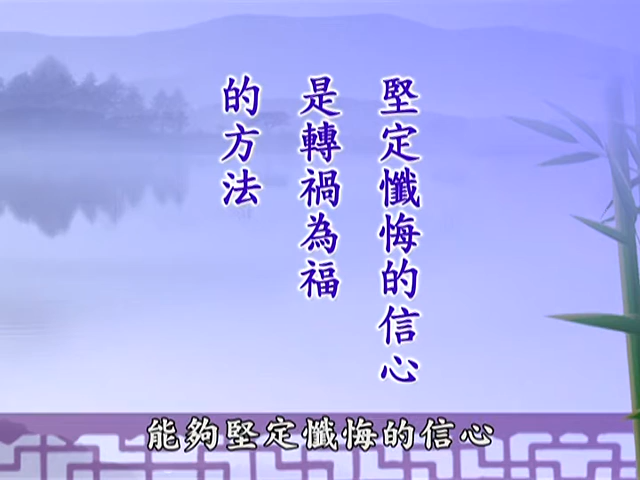 堅定懺悔的信心
是轉禍為福
的方法
能夠堅定懺悔的信心